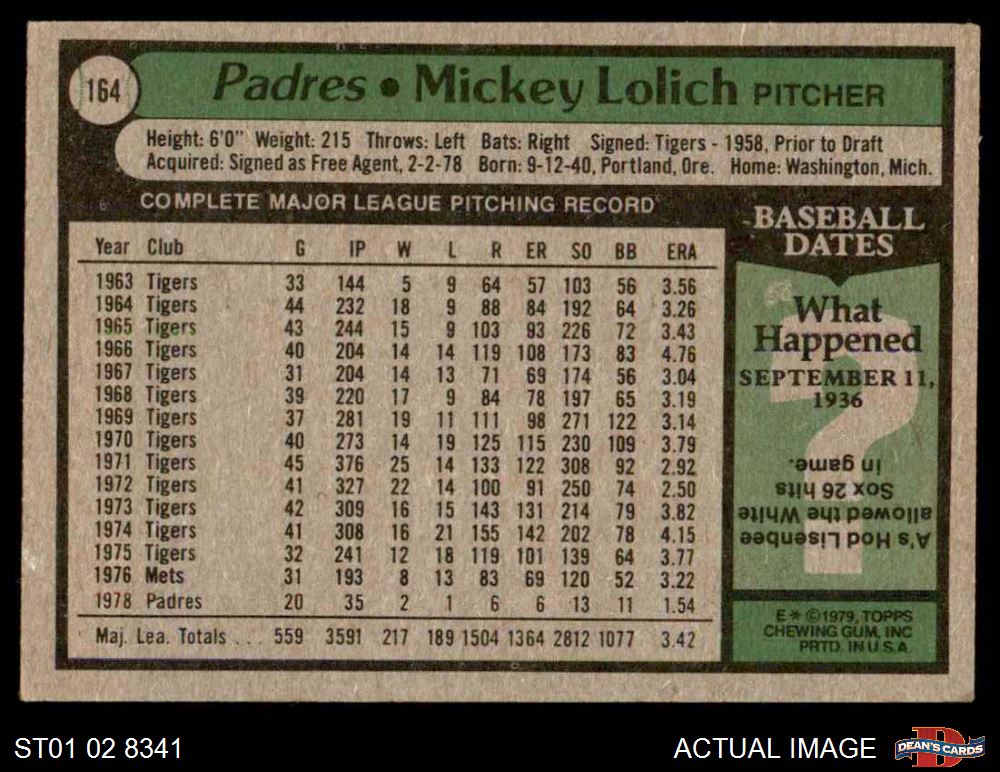 164
Padres • Mickey Lolich PITCHER
Height: 6'0" Weight: 215 Throws: Left Bats: Right Signed: Tigers - 1958, Prior to Draft
Acquired: Signed as Free Agent, 2-2-78 Born: 9-12-40, Portland, Ore. Home: Washington, Mich.
COMPLETE MAJOR LEAGUE PITCHING RECORD
Year Club G IP W L R ER SO BB ERA
1963 Tigers 33 144 5 9 64 57 103 56 3.56
1964 Tigers 44 232 18 9 88 84 192 64 3.26
1965 Tigers 43 244 15 9 103 93 226 72 3.43
1966 Tigers 40 204 14 14 119 108 173 83 4.76
1967 Tigers 31 204 14 13 71 69 174 56 3.04
1968 Tigers 39 220 17 9 84 78 197 65 3.19
1969 Tigers 37 281 19 11 111 98 271 122 3.14
1970 Tigers 40 273 14 19 125 115 230 109 3.79
1971 Tigers 45 376 25 14 133 122 308 92 2.92
1972 Tigers 41 327 22 14 100 91 250 74 2.50
1973 Tigers 42 309 16 15 143 131 214 79 3.82
1974 Tigers 41 308 16 21 155 142 202 78 4.15
1975 Tigers 32 241 12 18 119 101 139 64 3.77
1976 Mets 31 193 8 13 83 69 120 52 3.22
1978 Padres 20 35 2 1 6 6 13 11 1.54
Maj. Lea. Totals . . . 559 3591 217 189 1504 1364 2812 1077 3.42
BASEBALL
DATES
What
Happened
SEPTEMBER 11,
1936
A's Hod Lisenbee
allowed the White
Sox 26 hits
in game.
E * ©1979, TOPPS
CHEWING GUM, INC
PRTD. IN U.S.A.
ST01 02 8341
ACTUAL IMAGE
D
DEAN'S CARDS